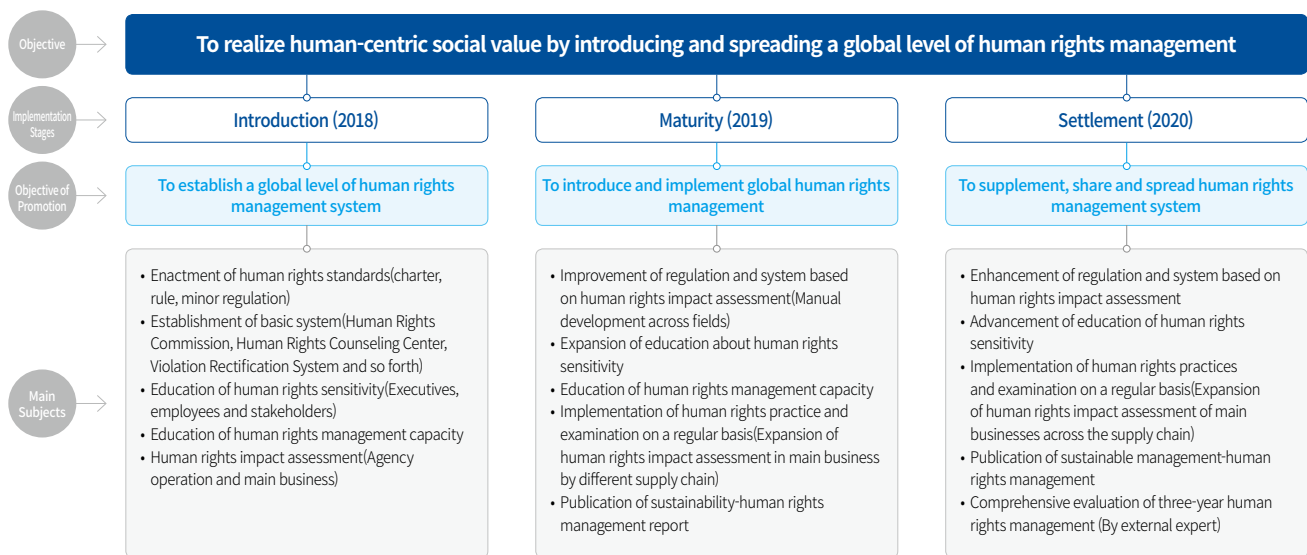 Objective
To realize human-centric social value by introducing and spreading a global level of human rights management
Implementation
Stages
Introduction (2018)
Maturity (2019)
Settlement (2020)
Objective of
Promotion
To establish a global level of human rights
management system
To introduce and implement global human rights
management
To supplement, share and spread human rights
management system
Main
Subjects
• Enactment of human rights standards(charter,
rule, minor regulation)
• Establishment of basic system(Human Rights
Commission, Human Rights Counseling Center,
Violation Rectification System and so forth)
• Education of human rights sensitivity(Executives,
employees and stakeholders)
• Education of human rights management capacity
• Human rights impact assessment(Agency
operation and main business)
• Improvement of regulation and system based
on human rights impact assessment(Manual
development across fields)
• Expansion of education about human rights
sensitivity
• Education of human rights management capacity
• Implementation of human rights practice and
examination on a regular basis(Expansion of
human rights impact assessment in main business
by different supply chain)
• Publication of sustainability-human rights
management report
• Enhancement of regulation and system based on
human rights impact assessment
• Advancement of education of human rights
sensitivity
• Implementation of human rights practices
and examination on a regular basis(Expansion
of human rights impact assessment of main
businesses across the supply chain)
• Publication of sustainable management-human
rights management
• Comprehensive evaluation of three-year human
rights management (By external expert)